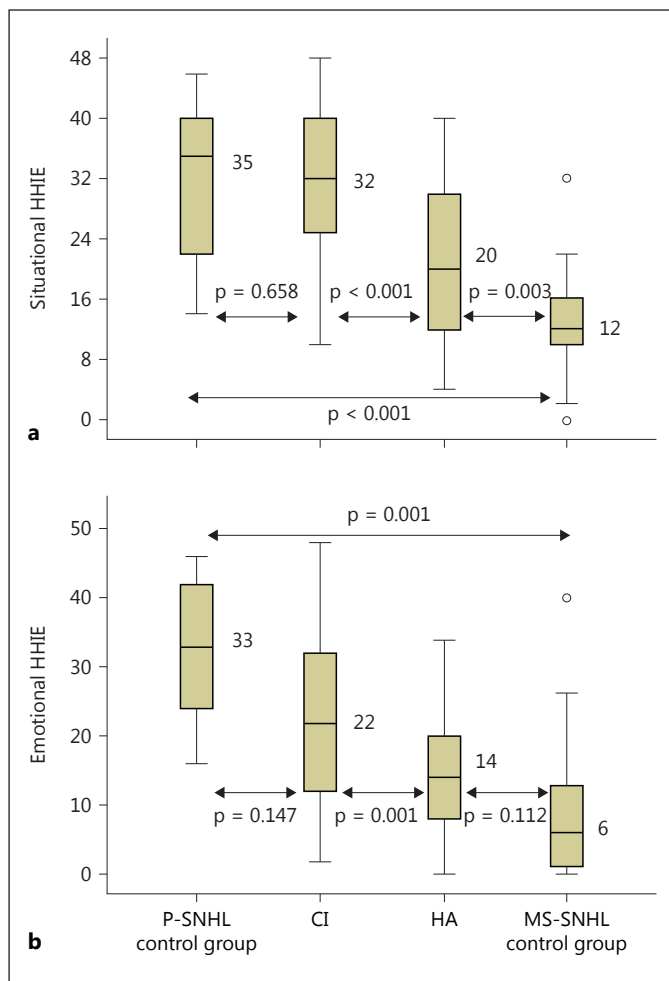 48
40
32
24
16
8
0
Situational HHIE
35
32
20
12
p = 0.658
p < 0.001
p = 0.003
p < 0.001
a
50
40
30
20
10
0
Emotional HHIE
p = 0.001
33
22
14
6
p = 0.147
p = 0.001
p = 0.112
P-SNHL
control group
CI
HA
MS-SNHL
control group
b